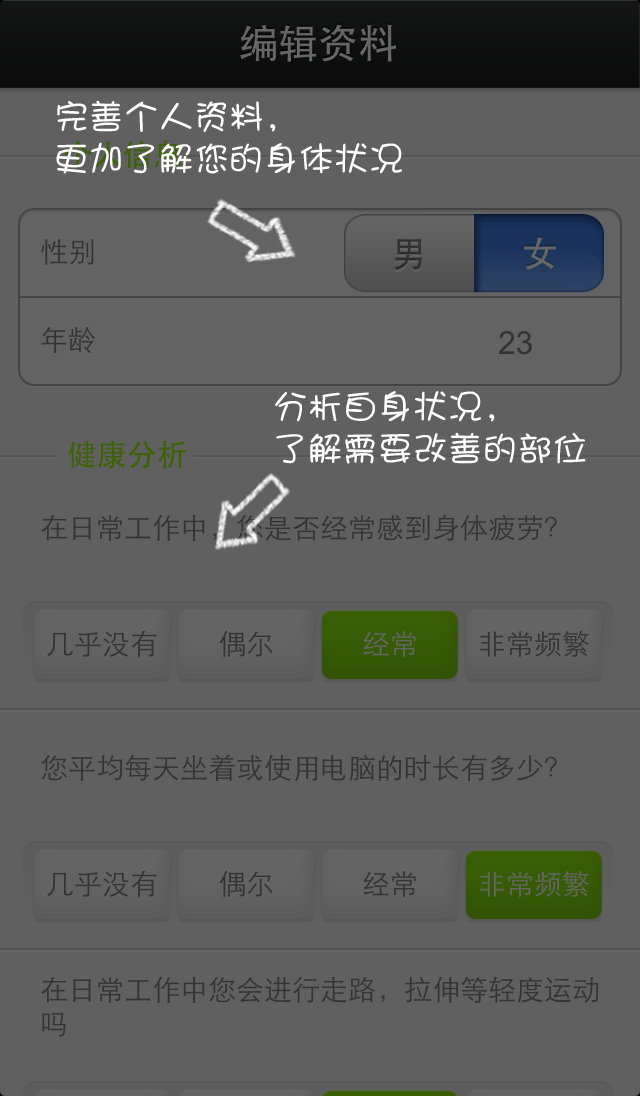 编辑资料
完善个人资料，
个人信息
更加了解您的身体状况
性别
男
女
年龄
23
分析自身状况，
了解需要改善的部位
健康分析
在日常工作中，您是否经常感到身体疲劳?
几乎没有
偶尔
经常
非常频繁
您平均每天坐着或使用电脑的时长有多少?
几乎没有
偶尔
经常
非常频繁
在日常工作中您会进行走路，拉伸等轻度运动
吗